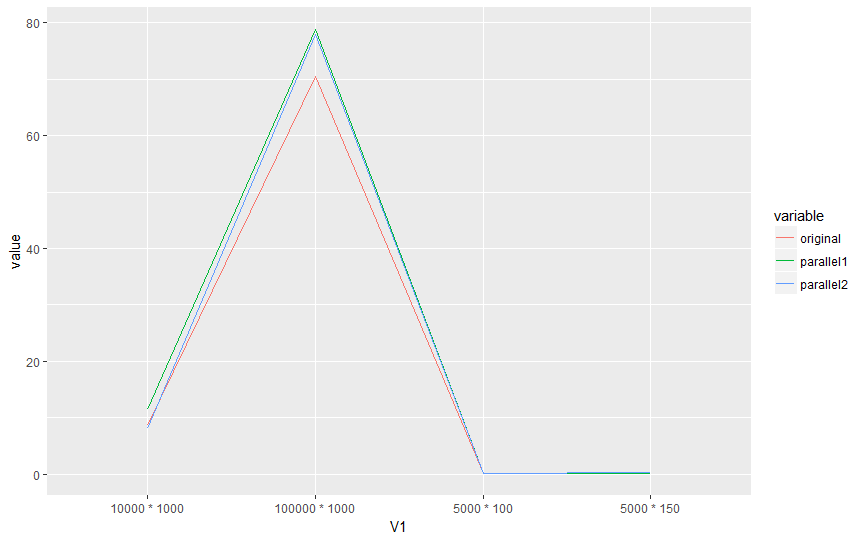 80
60
40
20
0
value
10000 * 1000
100000 * 1000
5000 * 100
5000 * 150
V1
variable
original
parallel1
parallel2